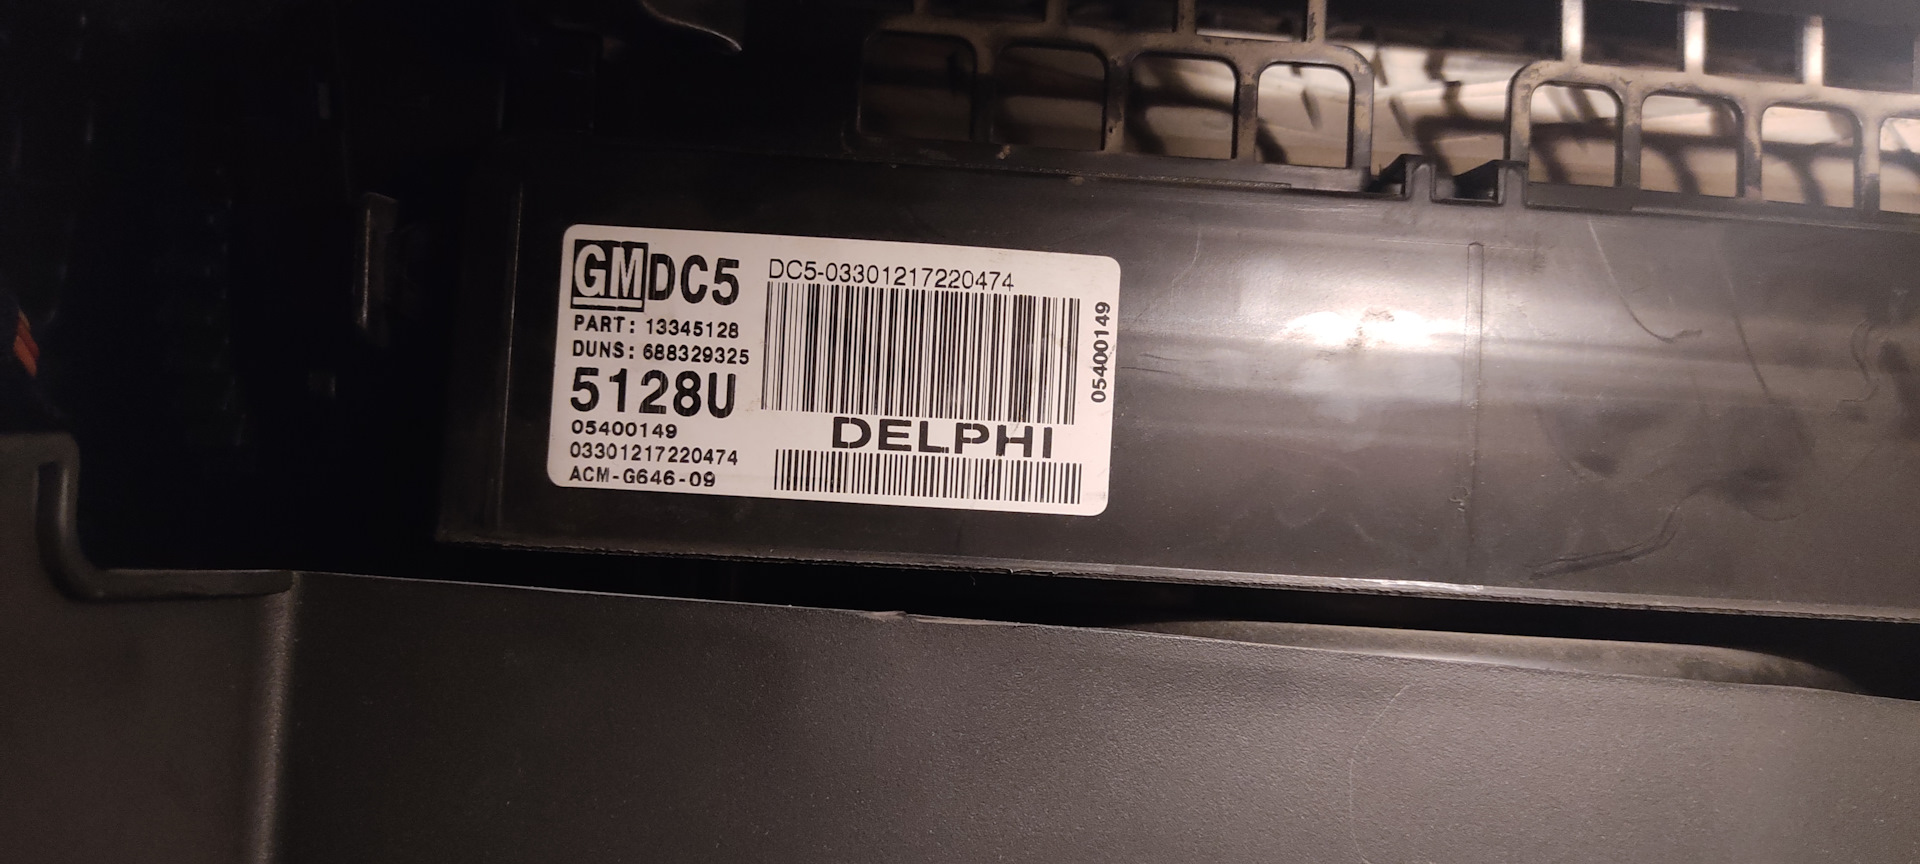 GM DC5
PART: 13345128
DUNS: 688329325
5128U
05400149
03301217220474
ACM-G646-09
DC5-03301217220474
DELPHI
05400149